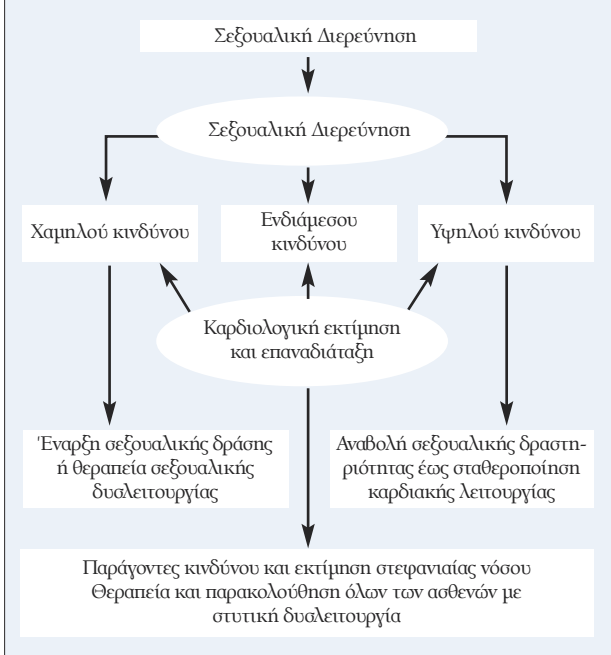 Σεξουαλική Διερεύνηση
Σεξουαλική Διερεύνηση
Χαμηλού κινδύνου
Ενδιάμεσου
κινδύνου
Υψηλού κινδύνου
Καρδιολογική εκτίμηση
και επαναδιάταξη
Έναρξη σεξουαλικής δράσης
ή θεραπεία σεξουαλικής
δυσλειτουργίας
Αναβολή σεξουαλικής δραστη-
ριότητας έως σταθεροποίηση
καρδιακής λειτουργίας
Παράγοντες κινδύνου και εκτίμηση στεφανιαίας νόσου
Θεραπεία και παρακολούθηση όλων των ασθενών με
στυτική δυσλειτουργία